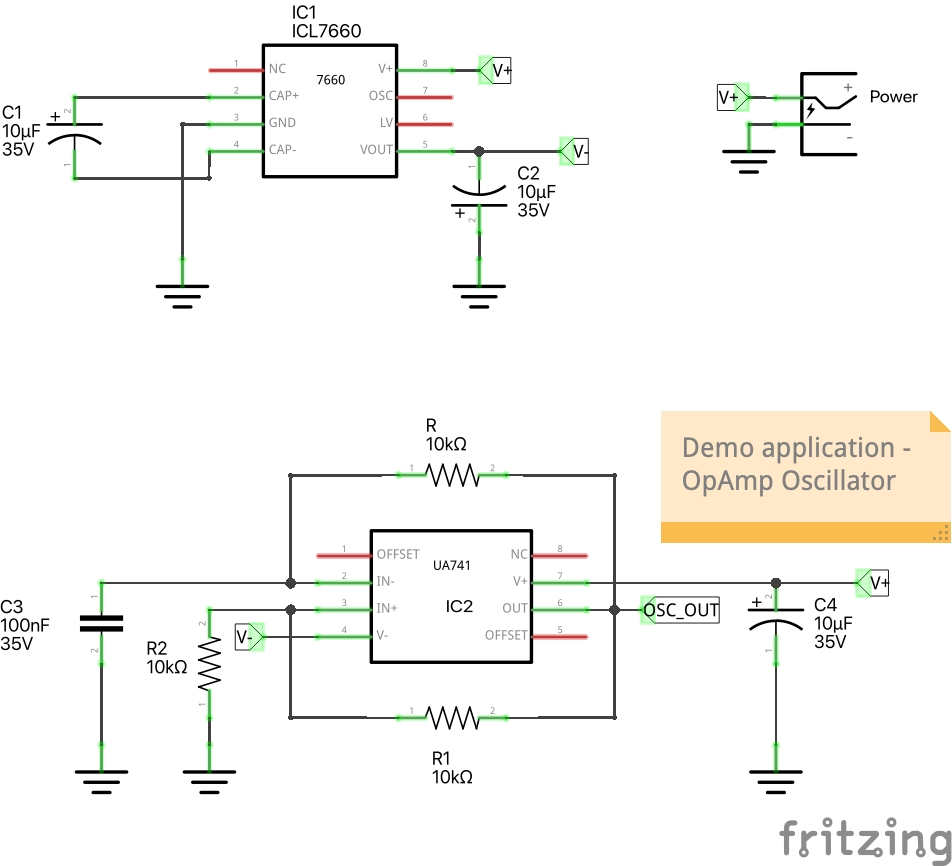 IC1
ICL7660
7660
1
NC
V+
8
V+
2
CAP+
OSC
7
3
GND
LV
6
4
CAP-
VOUT
5
V-
C1
10µF
35V
+
2
1
C2
10µF
35V
1
+
2
V+
+
-
Power
Demo application -
OpAmp Oscillator
R
10kΩ
1
2
UA741
IC2
1
OFFSET
NC
8
2
IN-
V+
7
V+
3
IN+
OUT
6
OSC_OUT
4
V-
OFFSET
5
V-
C3
100nF
35V
1
2
R2
10kΩ
2
1
R1
10kΩ
1
2
C4
10µF
35V
+
2
1
fritzing